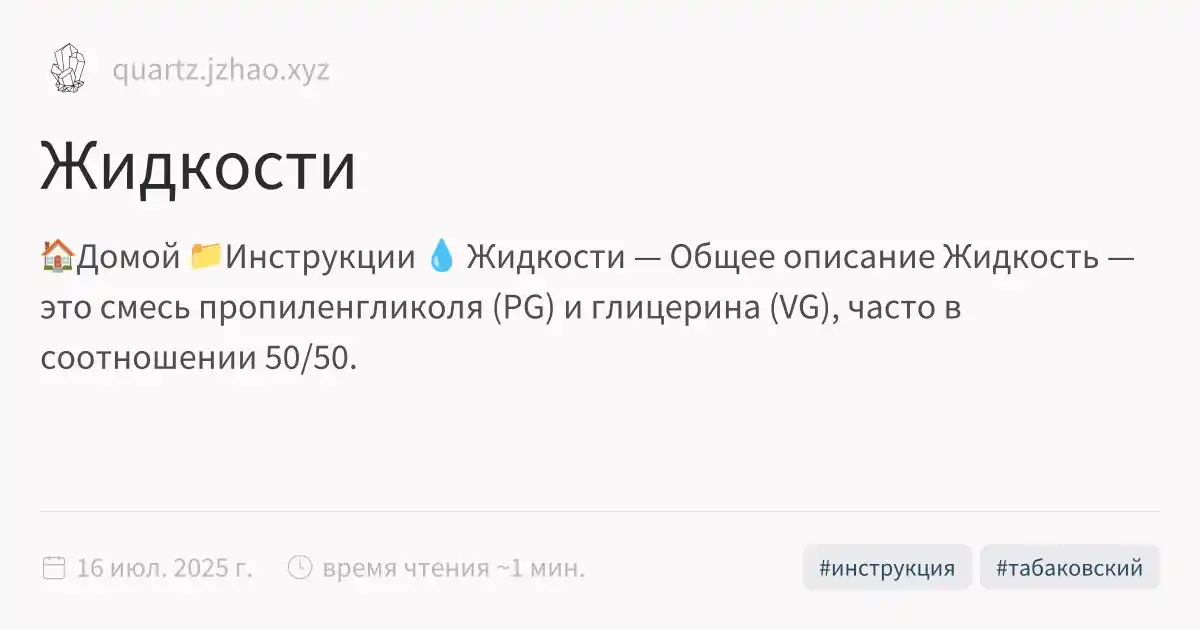 quartz.jzhao.xyz
Жидкости
🏠Домой 📁Инструкции 💧 Жидкости — Общее описание Жидкость —
это смесь пропиленгликоля (PG) и глицерина (VG), часто в
соотношении 50/50.
16 июл. 2025 г. время чтения ~1 мин. #инструкция #табаковский